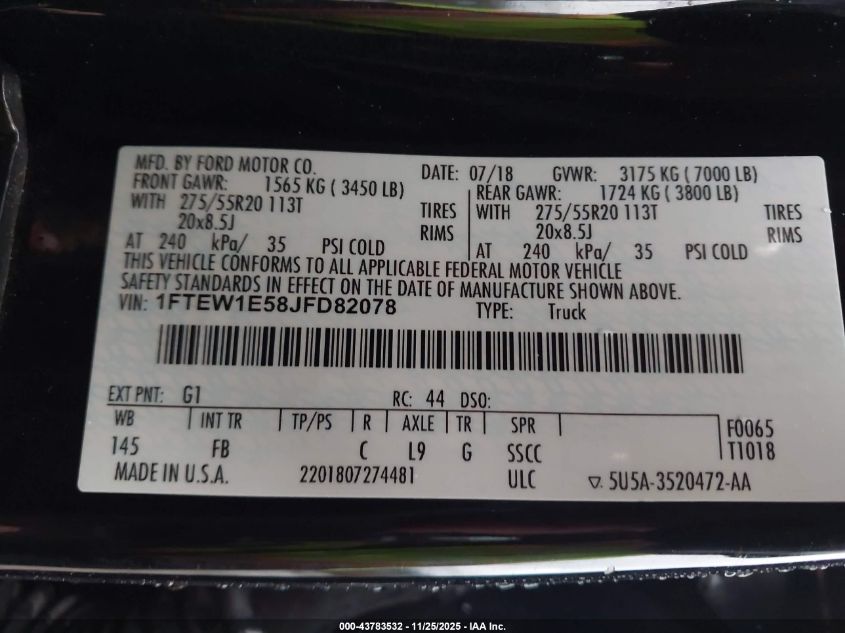 MFD. BY FORD MOTOR CO. DATE: 07/18 GVWR: 3175 KG ( 7000 LB)
FRONT GAWR: 1565 KG ( 3450 LB) REAR GAWR: 1724 KG ( 3800 LB)
WITH 275/55R20 113T TIRES WITH 275/55R20 113T TIRES
20x8.5J RIMS 20x8.5J RIMS
AT 240 kPa/ 35 PSI COLD AT 240 kPa/ 35 PSI COLD
THIS VEHICLE CONFORMS TO ALL APPLICABLE FEDERAL MOTOR VEHICLE
SAFETY STANDARDS IN EFFECT ON THE DATE OF MANUFACTURE SHOWN ABOVE.
VIN: 1FTEW1E58JFD82078 TYPE: Truck
EXT PNT: G1 RC: 44 DSO:
WB INT TR TP/PS R AXLE TR SPR F0065
145 FB C L9 G SSCC T1018
MADE IN U.S.A. 2201807274481 ULC ▽ 5U5A-3520472-AA
000-43783532 - 11/25/2025 - IAA Inc.